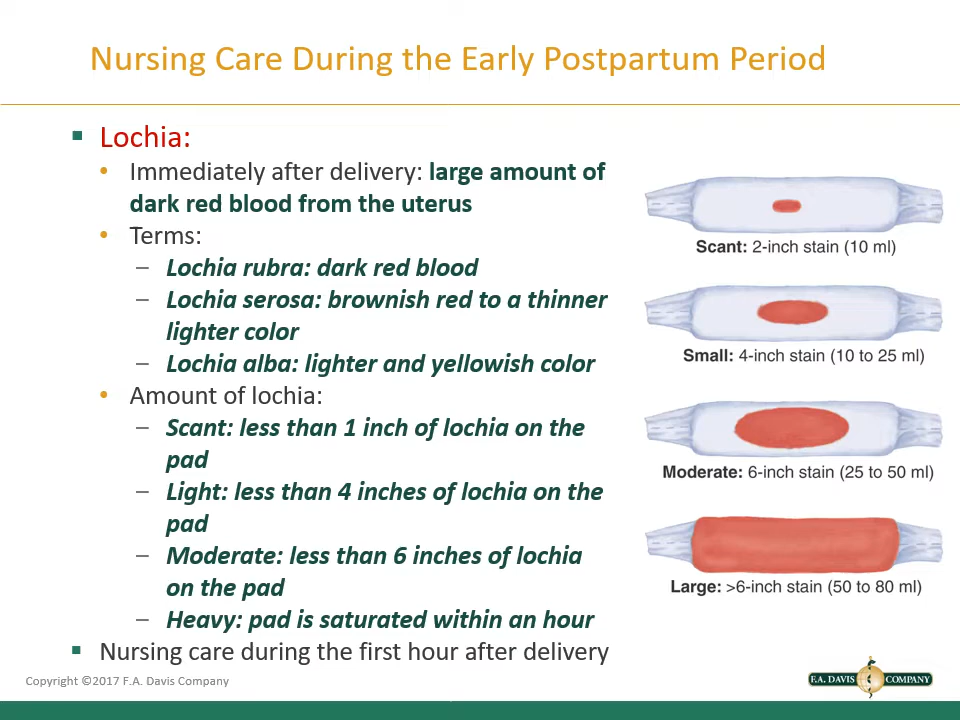 Nursing Care During the Early Postpartum Period
Lochia:
Immediately after delivery: large amount of
dark red blood from the uterus
Terms:
– Lochia rubra: dark red blood
– Lochia serosa: brownish red to a thinner
lighter color
– Lochia alba: lighter and yellowish color
Amount of lochia:
– Scant: less than 1 inch of lochia on the
pad
– Light: less than 4 inches of lochia on the
pad
– Moderate: less than 6 inches of lochia
on the pad
– Heavy: pad is saturated within an hour
Nursing care during the first hour after delivery
Scant: 2-inch stain (10 ml)
Small: 4-inch stain (10 to 25 ml)
Moderate: 6-inch stain (25 to 50 ml)
Large: >6-inch stain (50 to 80 ml)
Copyright ©2017 F.A. Davis Company
F.A. DAVIS COMPANY